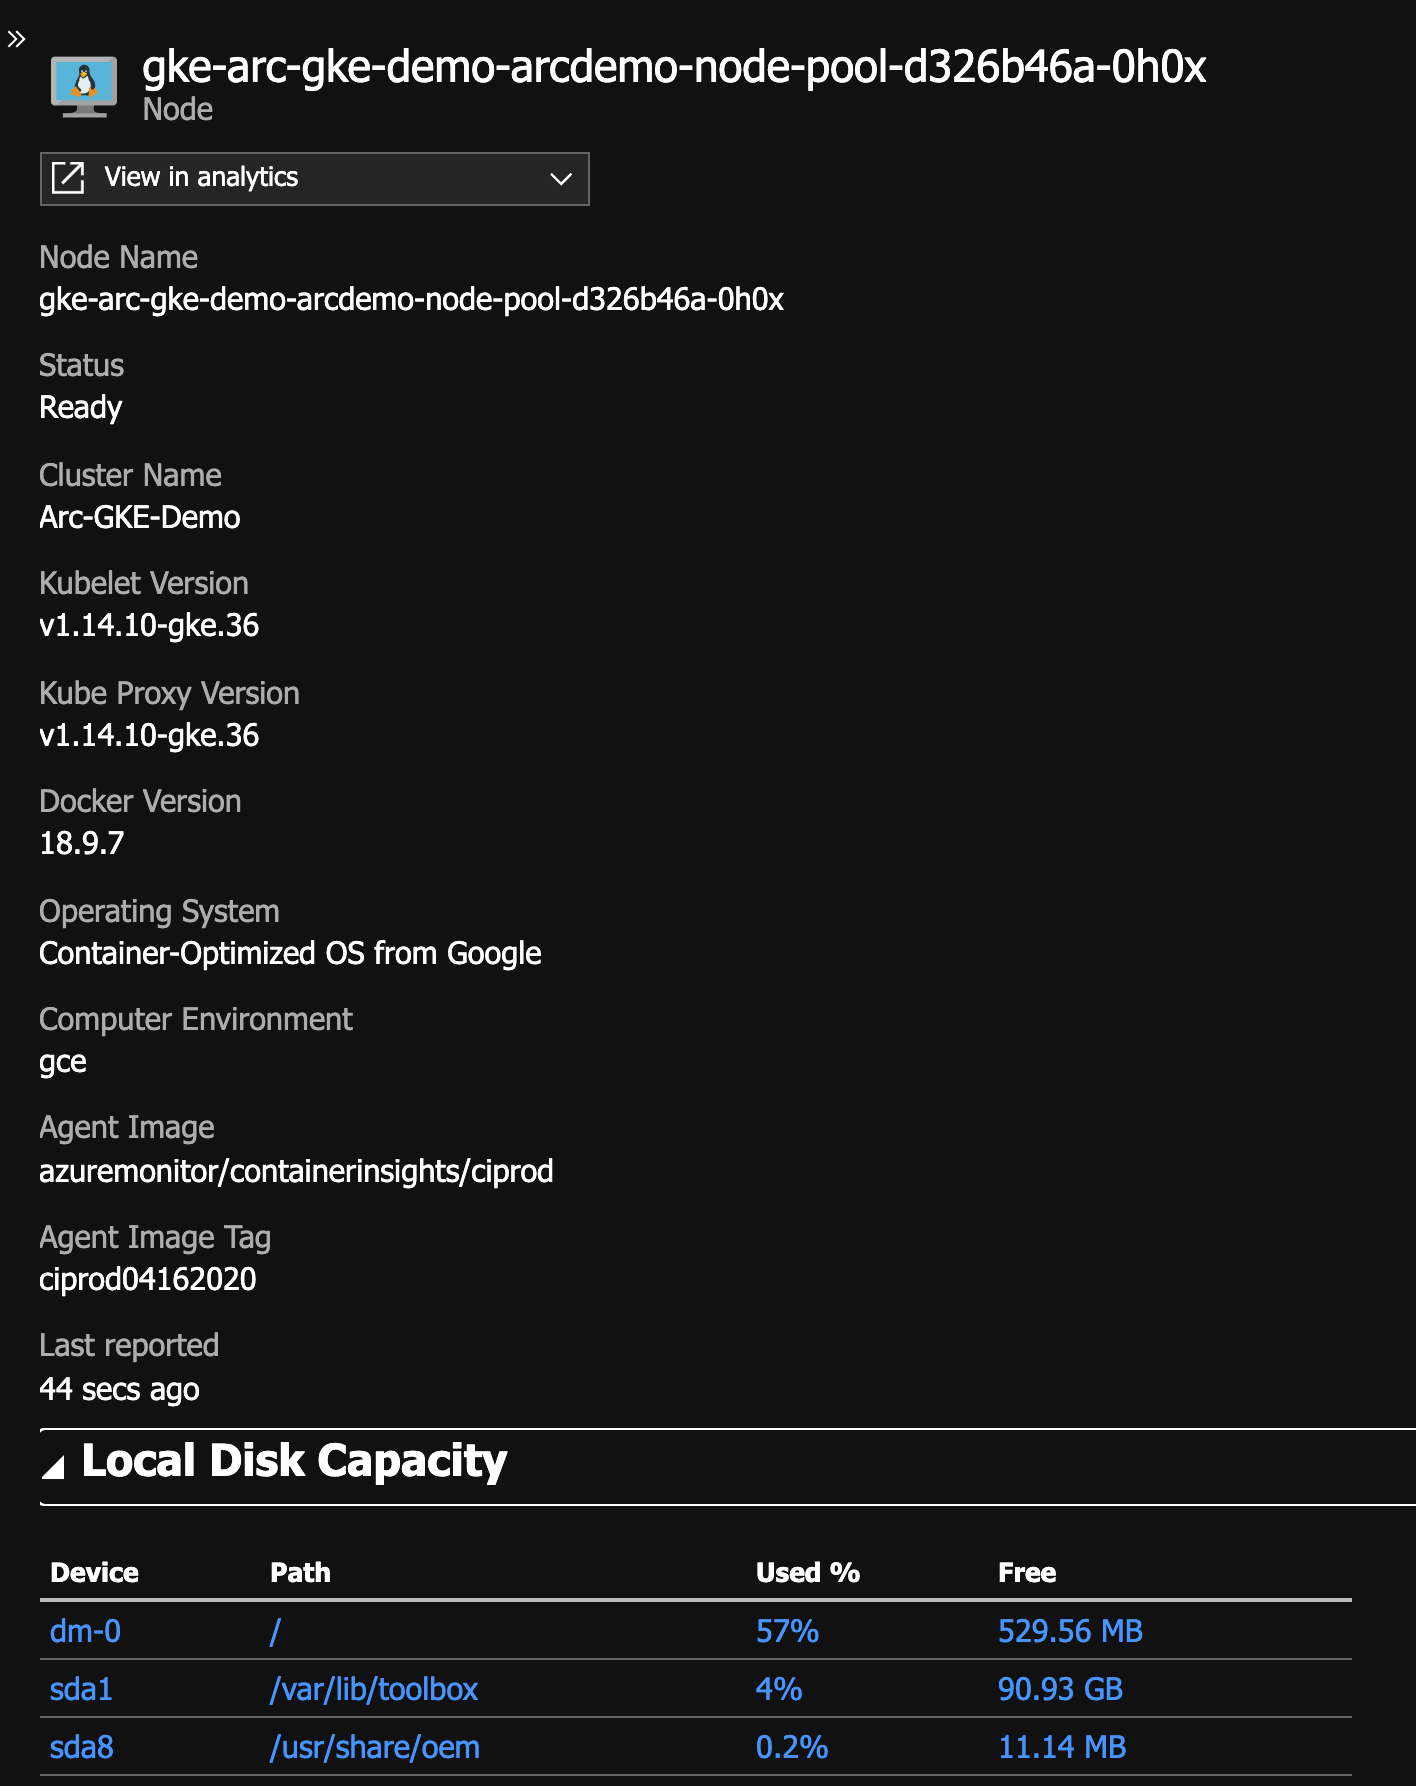 gke-arc-gke-demo-arcdemo-node-pool-d326b46a-0h0x
Node
View in analytics
Node Name
gke-arc-gke-demo-arcdemo-node-pool-d326b46a-0h0x
Status
Ready
Cluster Name
Arc-GKE-Demo
Kubelet Version
v1.14.10-gke.36
Kube Proxy Version
v1.14.10-gke.36
Docker Version
18.9.7
Operating System
Container-Optimized OS from Google
Computer Environment
gce
Agent Image
azuremonitor/containerinsights/ciprod
Agent Image Tag
ciprod04162020
Last reported
44 secs ago
Local Disk Capacity
Device Path Used % Free
dm-0 / 57% 529.56 MB
sda1 /var/lib/toolbox 4% 90.93 GB
sda8 /usr/share/oem 0.2% 11.14 MB